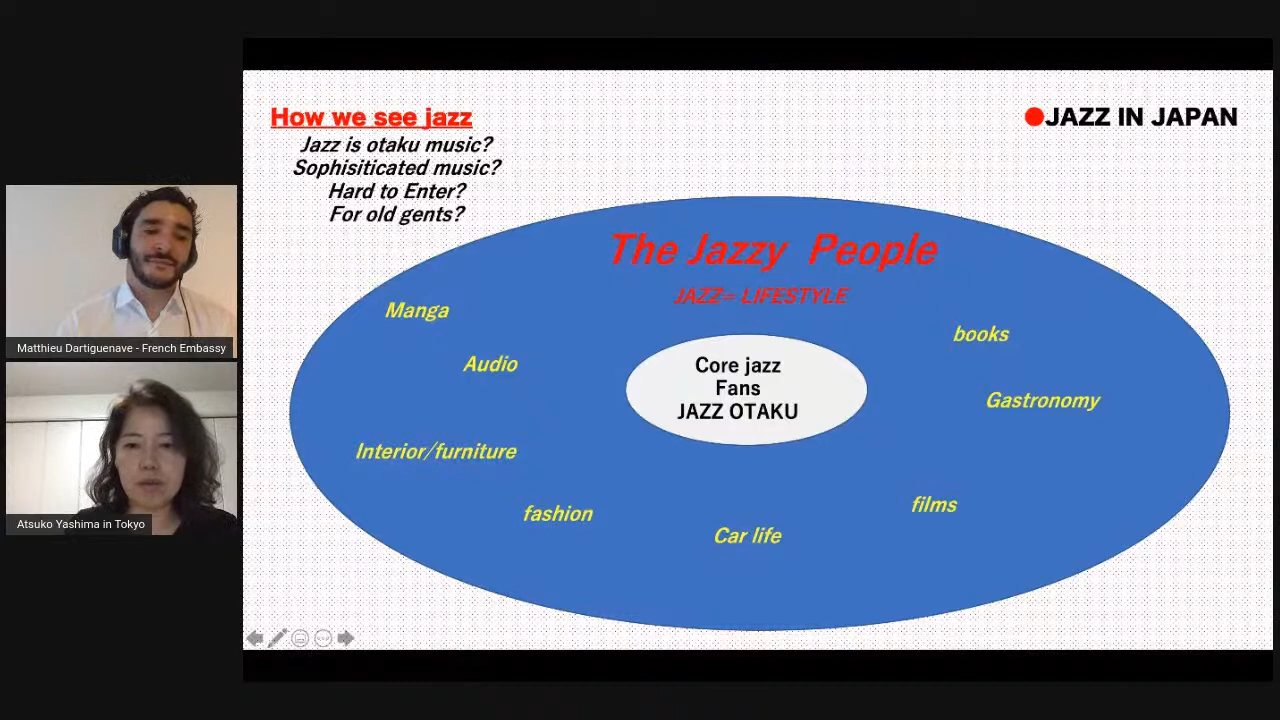 How we see jazz
Jazz is otaku music?
Sophisiticated music?
Hard to Enter?
For old gents?
JAZZ IN JAPAN
The Jazzy People
JAZZ= LIFESTYLE
Manga
books
Audio
Core jazz
Fans
JAZZ OTAKU
Gastronomy
Interior/furniture
fashion
films
Car life
Matthieu Dartiguenave - French Embassy
Atsuko Yashima in Tokyo